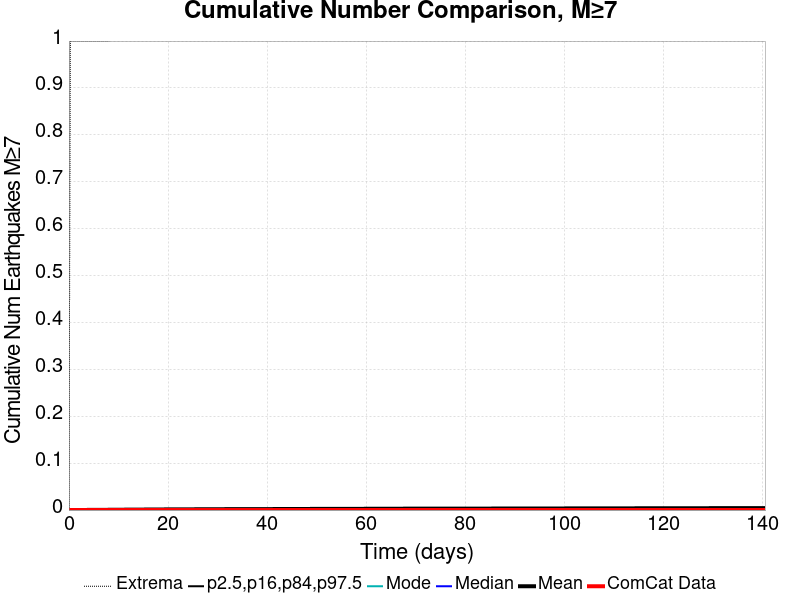 Cumulative Number Comparison, M≥7
Cumulative Num Earthquakes M≥7
1
0.9
0.8
0.7
0.6
0.5
0.4
0.3
0.2
0.1
0
0 20 40 60 80 100 120 140
Time (days)
Extrema p2.5,p16,p84,p97.5 Mode Median Mean ComCat Data